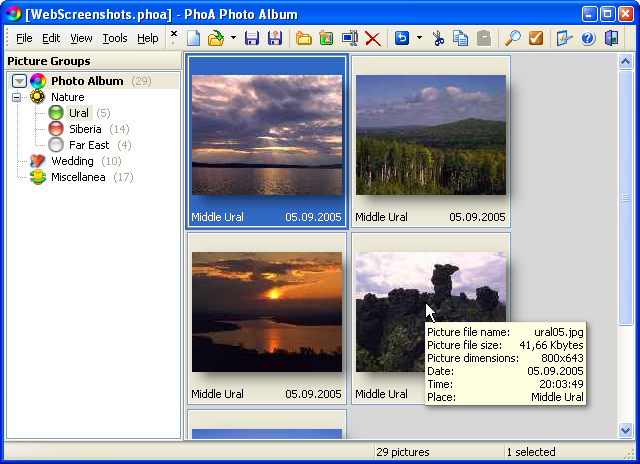 [WebScreenshots.phoa] - PhoA Photo Album
File Edit View Tools Help
Picture Groups
Photo Album (29)
Nature
Ural (5)
Siberia (14)
Far East (4)
Wedding (10)
Miscellanea (17)
Middle Ural 05.09.2005
Middle Ural 05.09.2005
Middle Ural 05.09.2005
Middle Ural
Picture file name: ural05.jpg
Picture file size: 41,66 Kbytes
Picture dimensions: 800x643
Date: 05.09.2005
Time: 20:03:49
Place: Middle Ural
29 pictures
1 selected